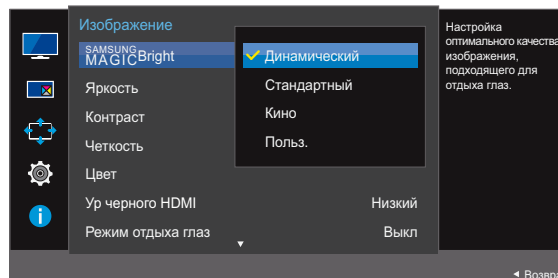 Изображение
SAMSUNG
MAGICBright
Яркость
Контраст
Четкость
Цвет
Ур черного HDMI
Низкий
Режим отдыха глаз
Выкл
Динамический
Стандартный
Кино
Польз.
Настройка
оптимального качества
изображения,
подходящего для
отдыха глаз.